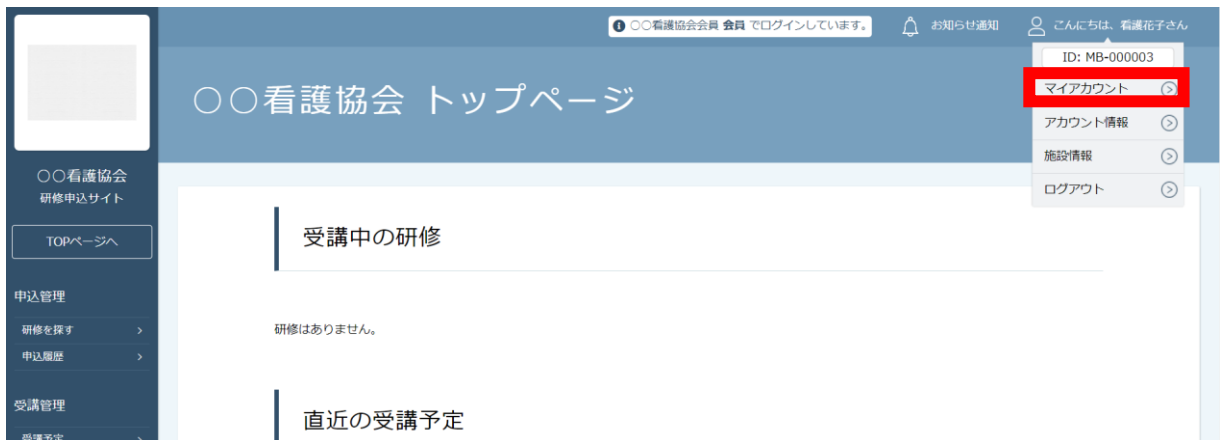 ○○看護協会会員 会員 でログインしています。
お知らせ通知
こんにちは、看護花子さん
ID: MB-000003
マイアカウント
アカウント情報
施設情報
ログアウト
○○看護協会 トップページ
○○看護協会
研修申込サイト
TOPページへ
申込管理
研修を探す
申込履歴
受講管理
受講予定
受講中の研修
研修はありません。
直近の受講予定